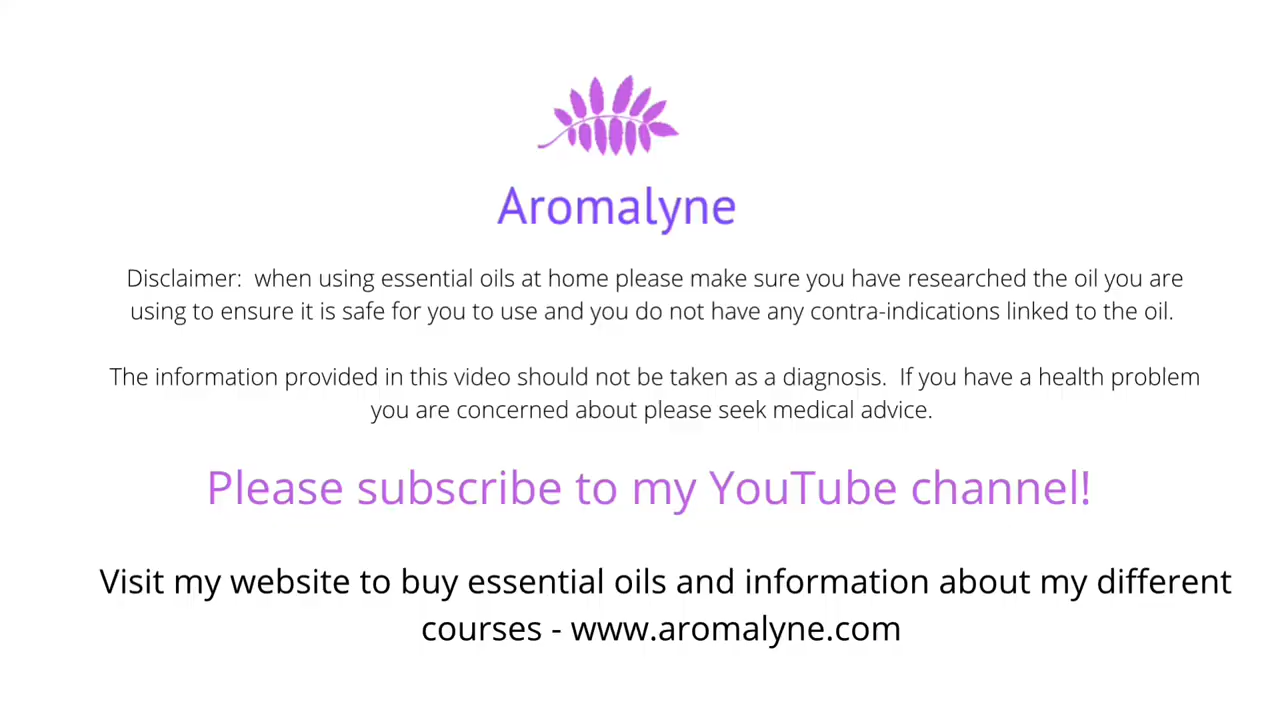 Aromalyne
Disclaimer:  when using essential oils at home please make sure you have researched the oil you are
using to ensure it is safe for you to use and you do not have any contra-indications linked to the oil.
The information provided in this video should not be taken as a diagnosis.  If you have a health problem
you are concerned about please seek medical advice.
Please subscribe to my YouTube channel!
Visit my website to buy essential oils and information about my different
courses - www.aromalyne.com